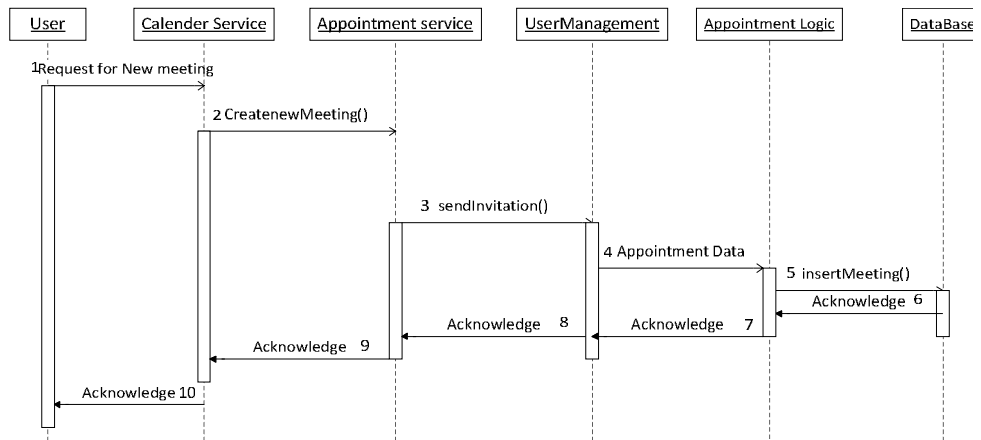 User
Calender Service
Appointment service
UserManagement
Appointment Logic
DataBase
1Request for New meeting
2 CreatenewMeeting()
3 sendInvitation()
4 Appointment Data
5 insertMeeting()
Acknowledge 6
Acknowledge 7
Acknowledge 8
Acknowledge 9
Acknowledge 10